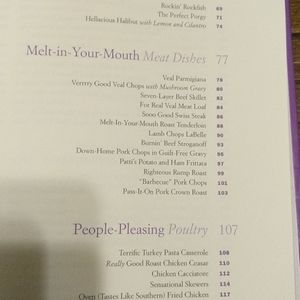 Rockin' Rockfish 69
The Perfect Porgy 71
Hellacious Halibut with Lemon and Cilantro 74
Melt-in-Your-Mouth Meat Dishes 77
Veal Parmigiana 78
Verrrry Good Veal Chops with Mushroom Gravy 80
Seven-Layer Beef Skillet 82
For Real Veal Meat Loaf 84
Sooo Good Swiss Steak 86
Melt-In-Your-Mouth Roast Tenderloin 88
Lamb Chops LaBelle 90
Burnin' Beef Stroganoff 93
Down-Home Pork Chops in Guilt-Free Gravy 95
Patti's Potato and Ham Frittata 97
Righteous Rump Roast 99
"Barbecue" Pork Chops 101
Pass-It-On Pork Crown Roast 103
People-Pleasing Poultry 107
Terrific Turkey Pasta Casserole 108
Really Good Roast Chicken Caesar 110
Chicken Cacciatore 112
Sensational Skewers 114
Oven (Tastes Like Southern) Fried Chicken 117